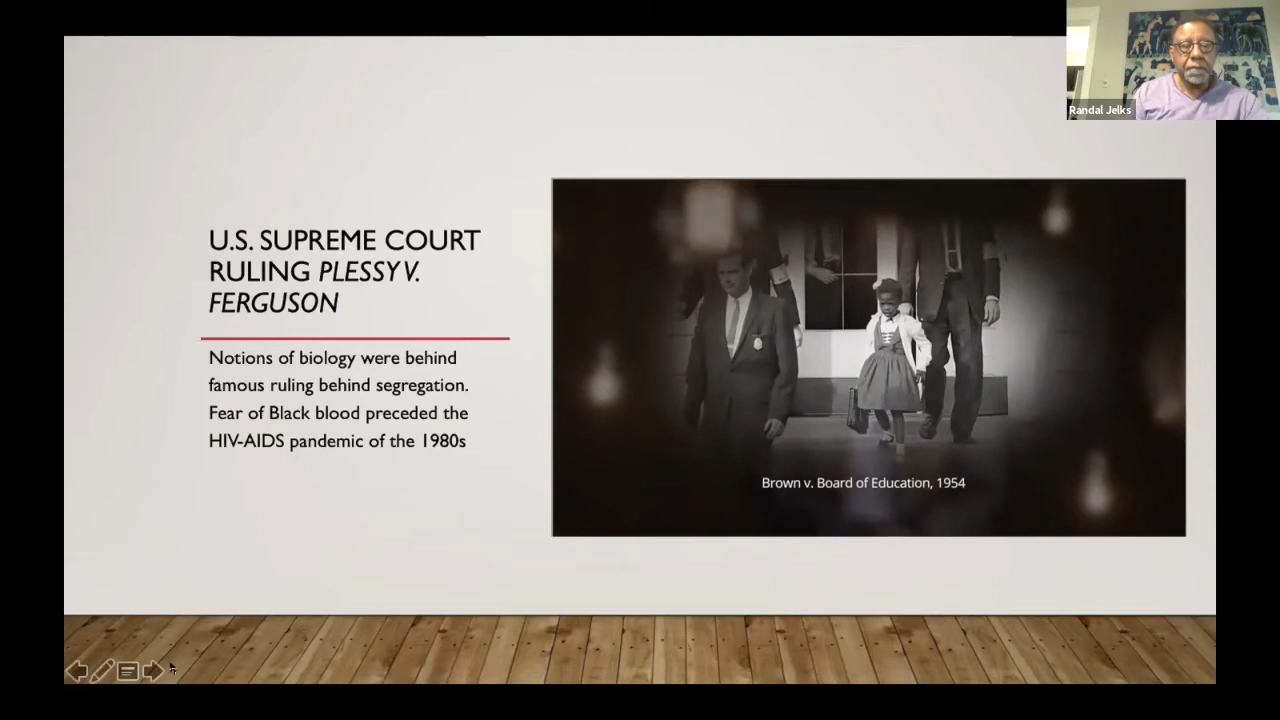 Randal Jelks
U.S. SUPREME COURT
RULING PLESSY V.
FERGUSON
Notions of biology were behind
famous ruling behind segregation.
Fear of Black blood preceded the
HIV-AIDS pandemic of the 1980s
Brown v. Board of Education, 1954